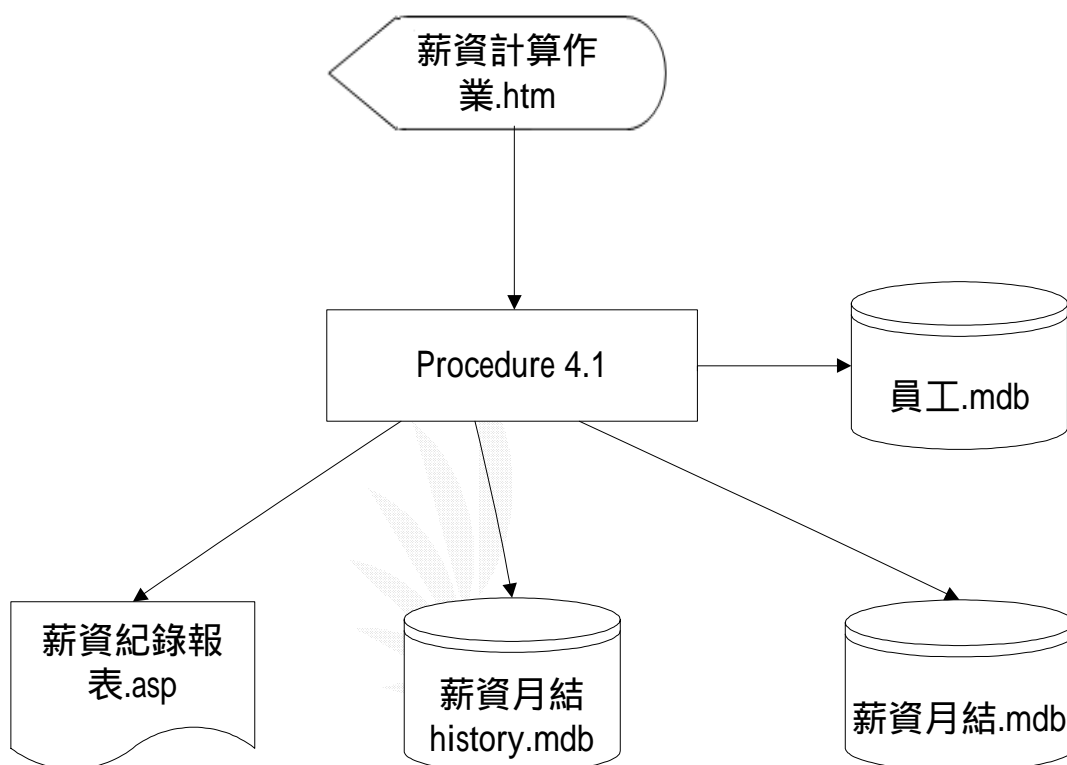 薪資計算作
業.htm
Procedure 4.1
員工.mdb
薪資紀錄報
表.asp
薪資月結
history.mdb
薪資月結.mdb